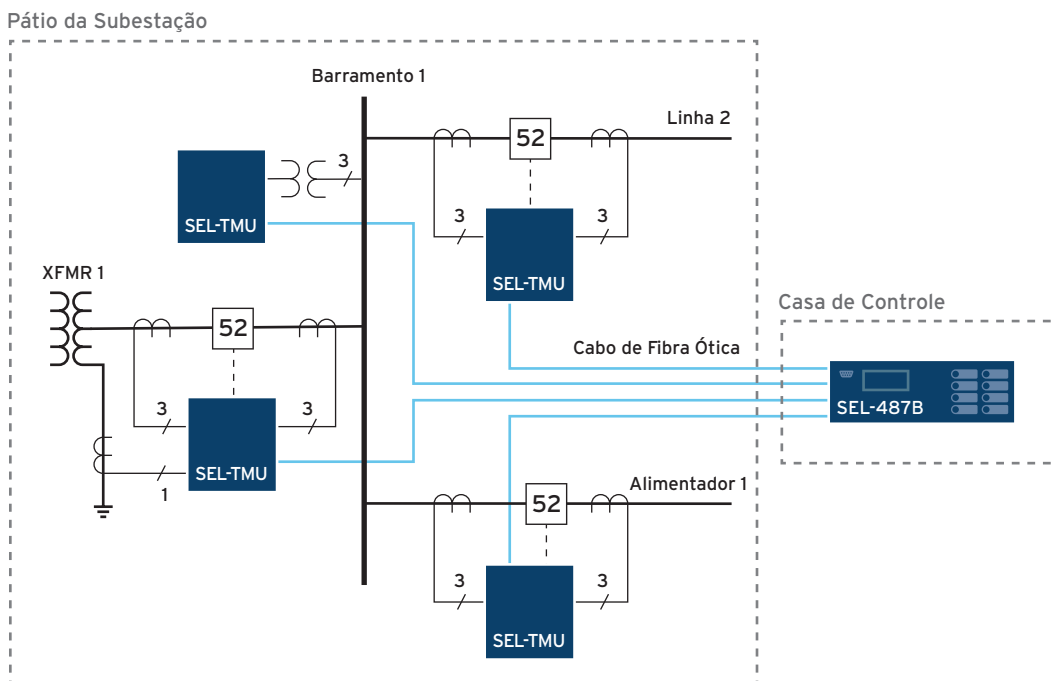 Pátio da Subestação
Barramento 1
Linha 2
52
3
SEL-TMU
3
3
SEL-TMU
XFMR 1
52
Casa de Controle
Cabo de Fibra Ótica
SEL-487B
3
3
SEL-TMU
1
Alimentador 1
52
3
3
SEL-TMU